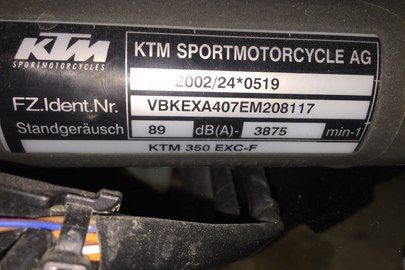 KTM
SPORTMOTORCYCLES
KTM SPORTMOTORCYCLE AG
2002/24*0519
FZ.Ident.Nr. VBKEXA407EM208117
Standgeräusch 89 dB(A)- 3875 min-1
KTM 350 EXC-F